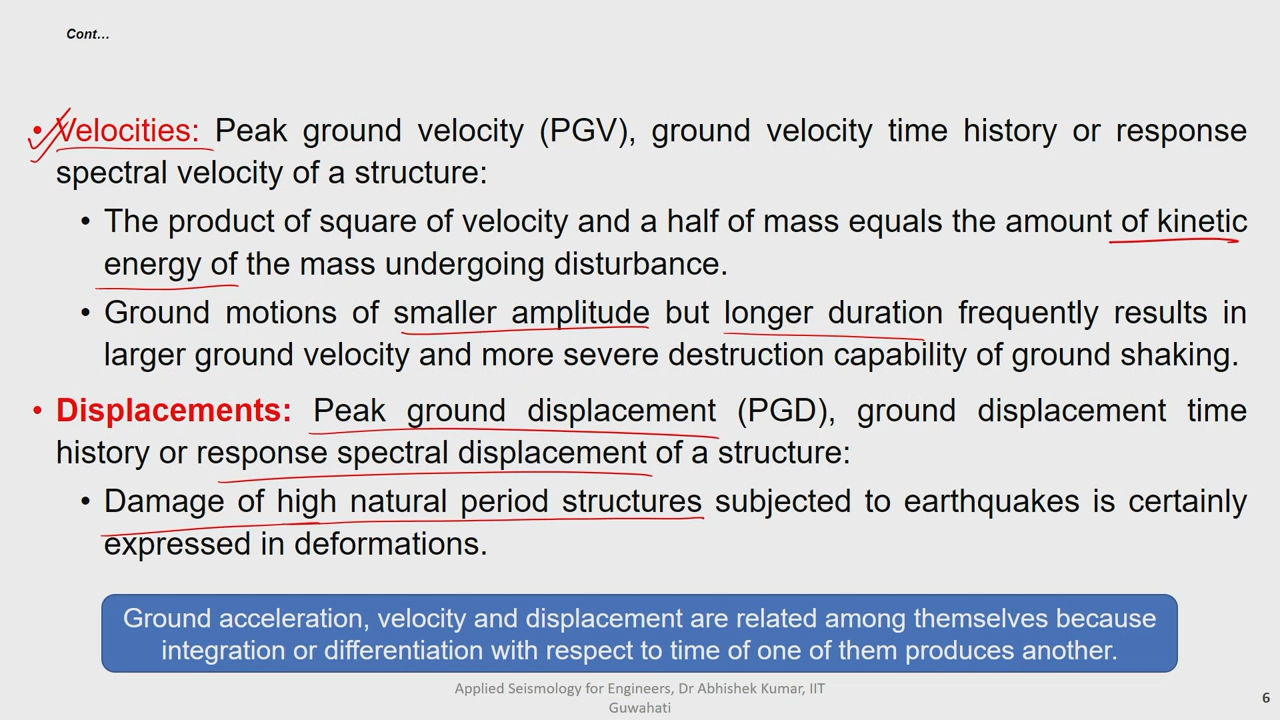 Cont…
• Velocities: Peak ground velocity (PGV), ground velocity time history or response
spectral velocity of a structure:
• The product of square of velocity and a half of mass equals the amount of kinetic
energy of the mass undergoing disturbance.
• Ground motions of smaller amplitude but longer duration frequently results in
larger ground velocity and more severe destruction capability of ground shaking.
• Displacements: Peak ground displacement (PGD), ground displacement time
history or response spectral displacement of a structure:
• Damage of high natural period structures subjected to earthquakes is certainly
expressed in deformations.
Ground acceleration, velocity and displacement are related among themselves because
integration or differentiation with respect to time of one of them produces another.
Applied Seismology for Engineers, Dr Abhishek Kumar, IIT
Guwahati
6